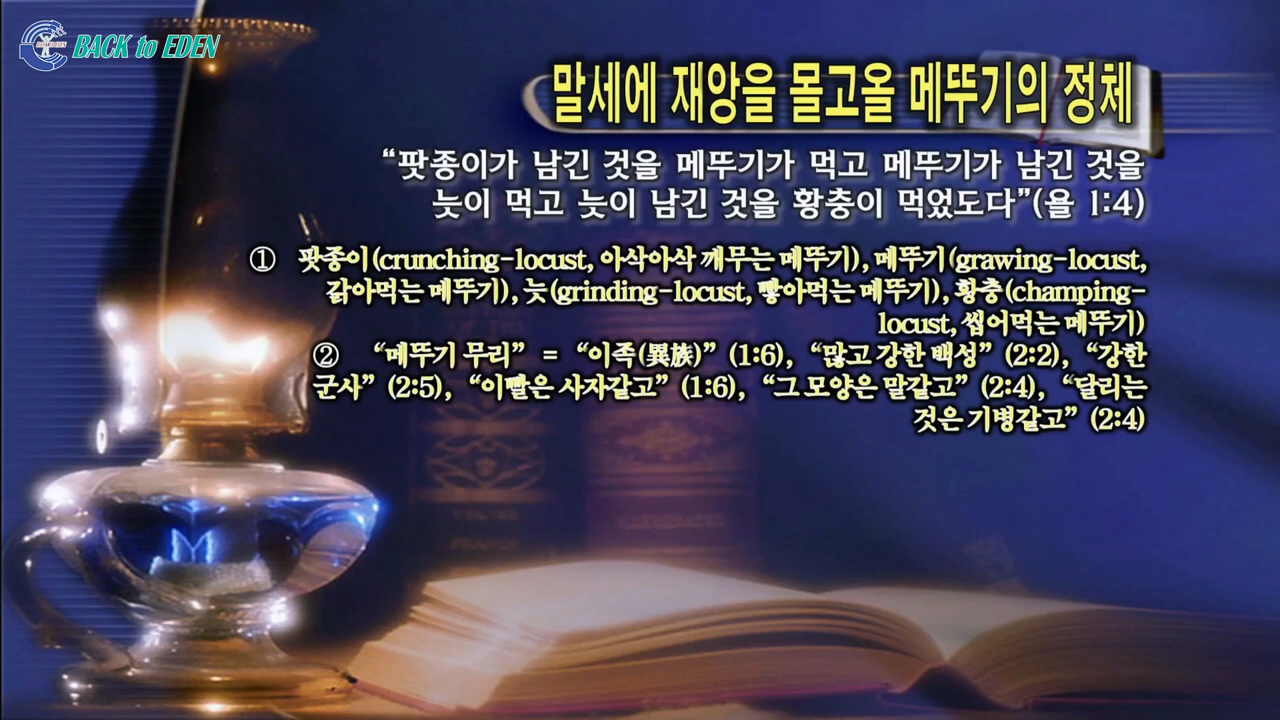 BACK to EDEN
말세에 재앙을 몰고올 메뚜기의 정체
“팟종이가 남긴 것을 메뚜기가 먹고 메뚜기가 남긴 것을
늣이 먹고 늣이 남긴 것을 황충이 먹었도다”(욜 1:4)
① 팟종이(crunching-locust, 아삭아삭 깨무는 메뚜기), 메뚜기(grawing-locust,
갉아먹는 메뚜기), 늣(grinding-locust, 빻아먹는 메뚜기), 황충(champing-
locust, 씹어먹는 메뚜기)
② “메뚜기 무리” = “이족(異族)” (1:6), “많고 강한 백성” (2:2), “강한
군사” (2:5), “이빨은 사자같고” (1:6), “그 모양은 말같고” (2:4), “달리는
것은 기병같고” (2:4)